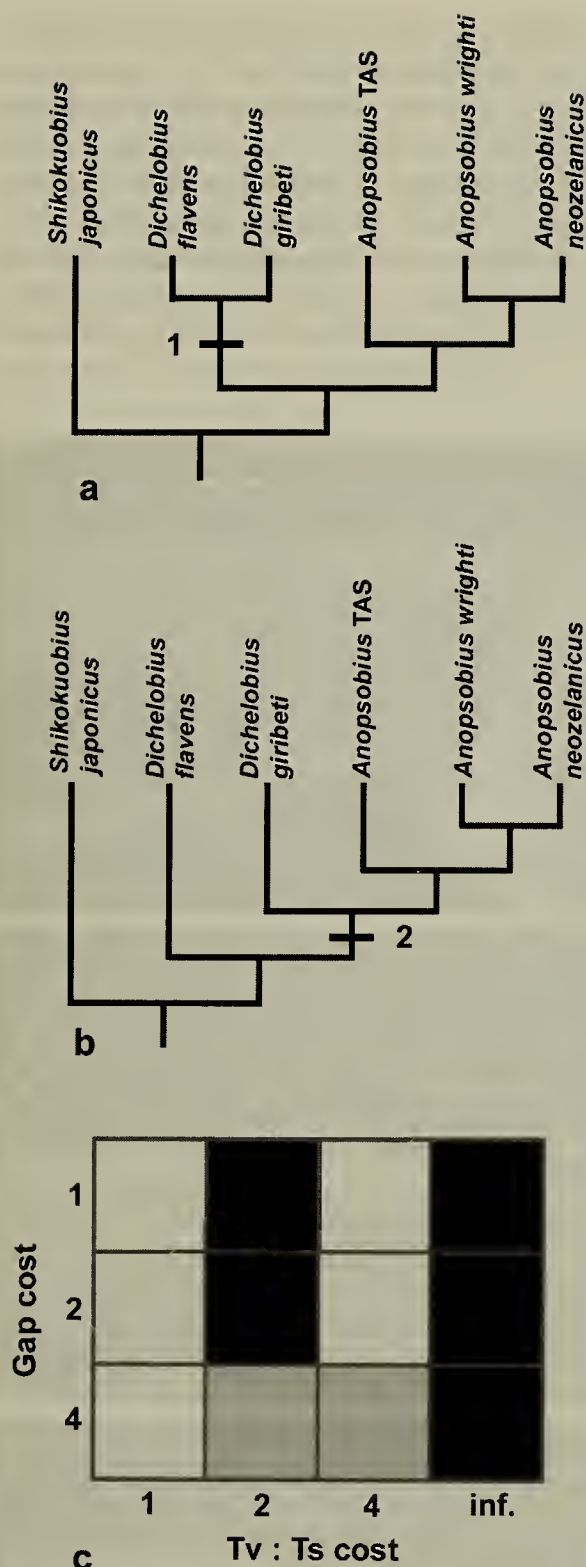 Shikokuobius
japonicus
Dichelobius
flavens
Dichelobius
giribeti
Anopsobius TAS
Anopsobius wrighti
Anopsobius
neozelanicus
1
a
Shikokuobius
japonicus
Dichelobius
flavens
Dichelobius
giribeti
Anopsobius TAS
Anopsobius wrighti
Anopsobius
neozelanicus
2
b
Gap cost
1
2
4
1 2 4 inf.
Tv : Ts cost
c